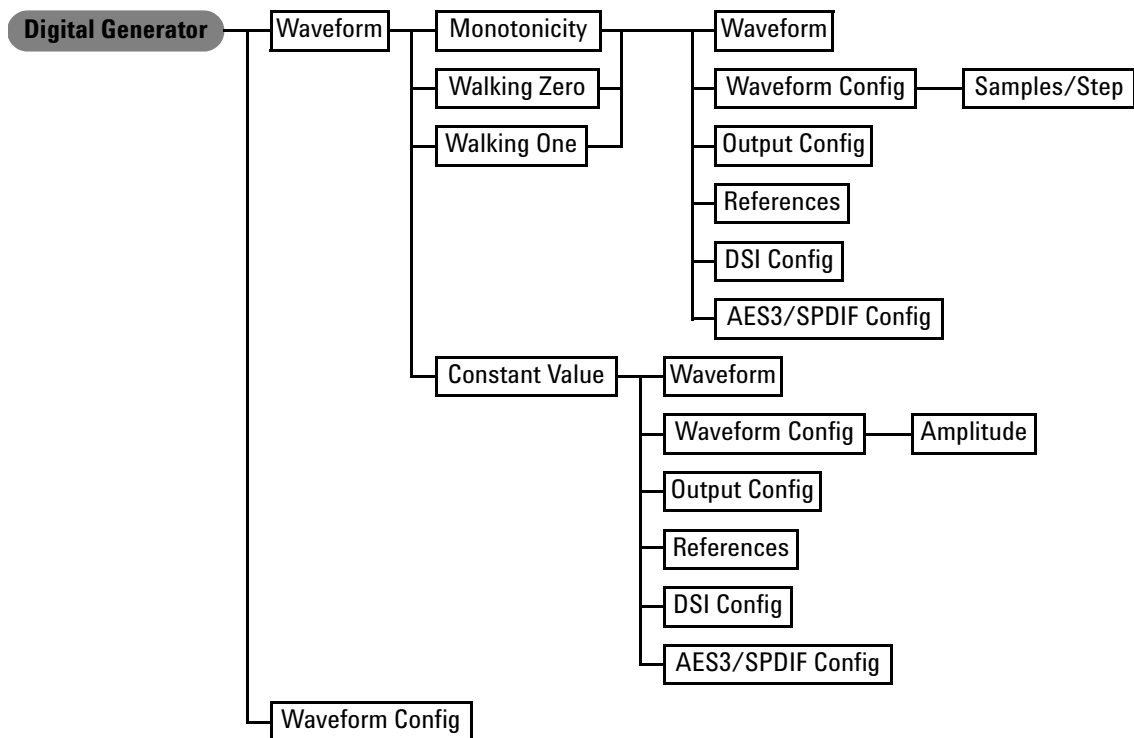 Digital Generator
Waveform
Monotonicity
Waveform
Walking Zero
Waveform Config
Samples/Step
Walking One
Output Config
References
DSI Config
AES3/SPDIF Config
Constant Value
Waveform
Waveform Config
Amplitude
Output Config
References
DSI Config
AES3/SPDIF Config
Waveform Config